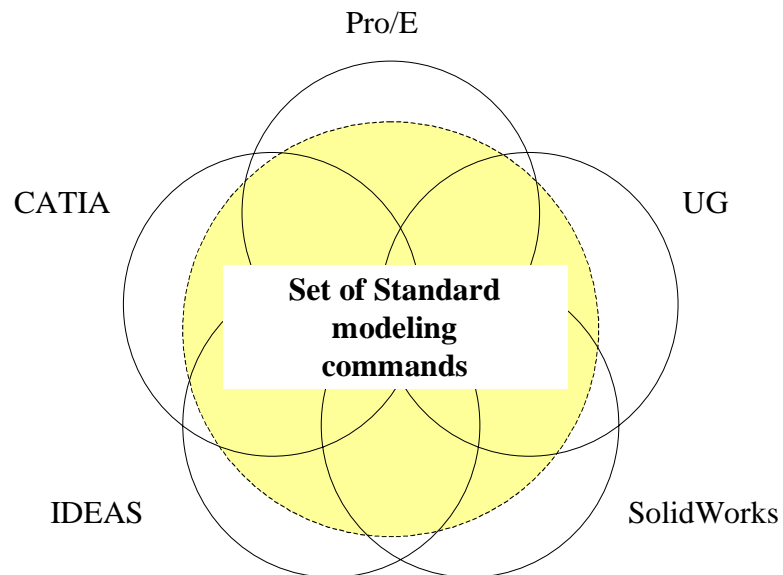 Pro/E
CATIA
UG
Set of Standard
modeling
commands
IDEAS
SolidWorks